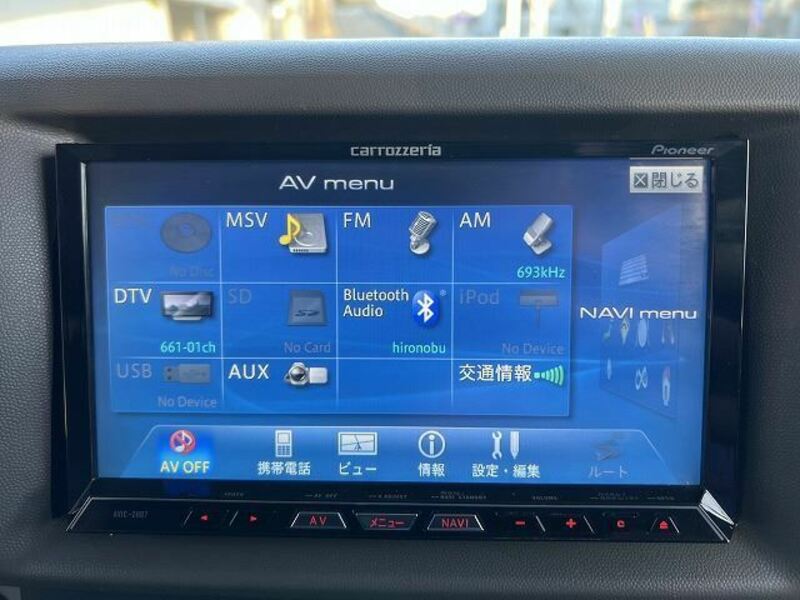 carrozzeria
Pioneer
AV menu
閉じる
No Disc
MSV
FM
AM
693kHz
DTV
661-01ch
SD
No Card
Bluetooth®
Audio
hironobu
iPod
No Device
NAVI menu
USB
No Device
AUX
交通情報
AV OFF
携帯電話
ビュー
情報
設定・編集
ルート
VOLUME
AV
メニュー
NAVI